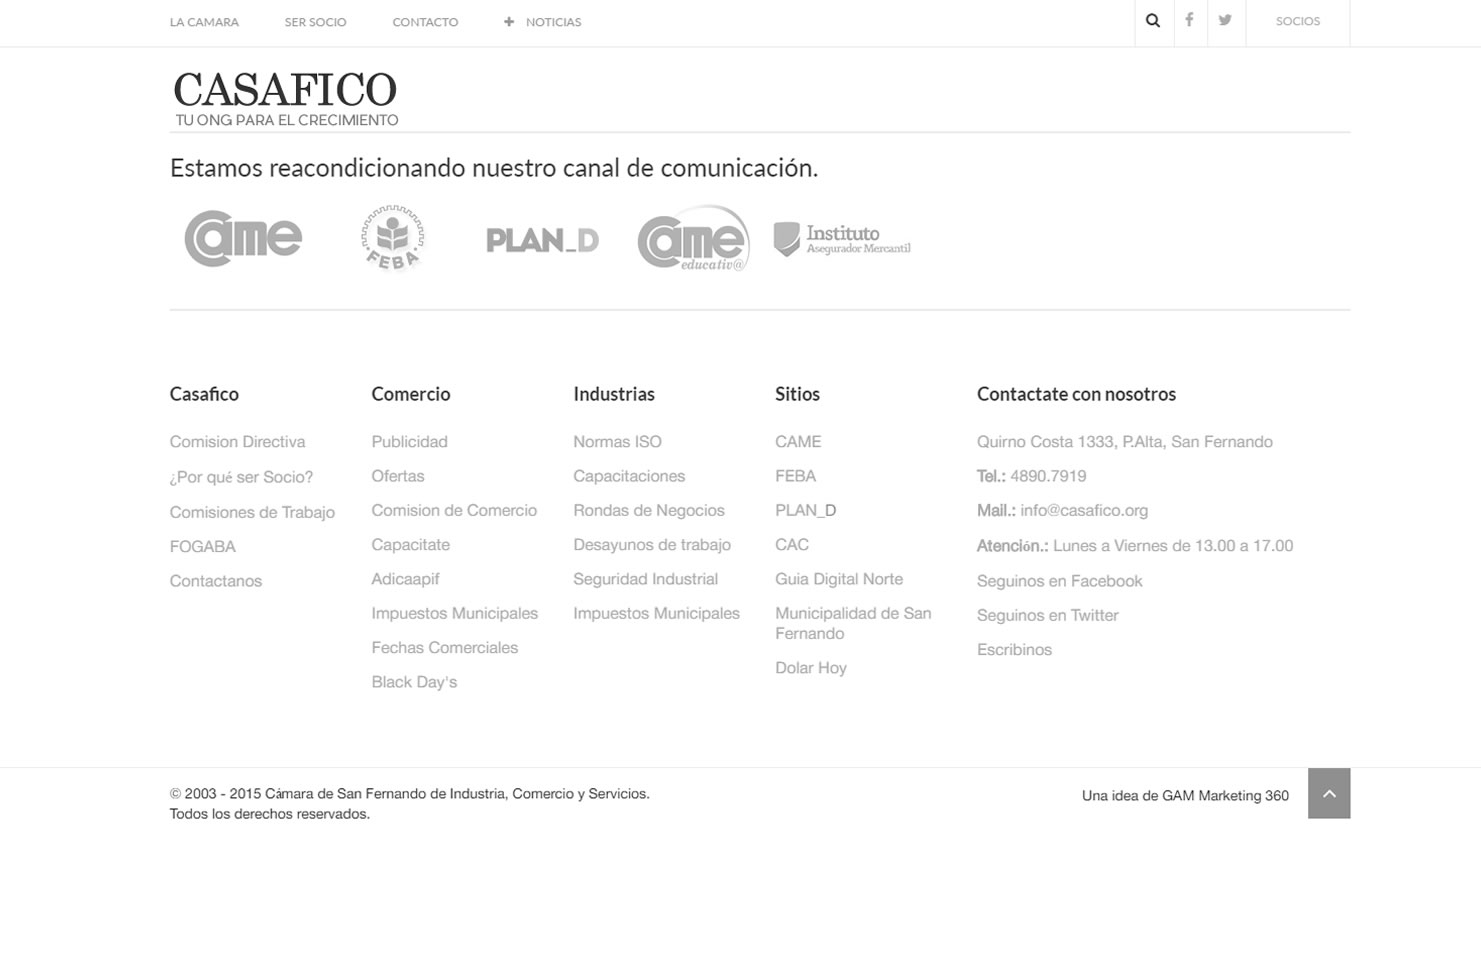 LA CAMARA SER SOCIO CONTACTO NOTICIAS SOCIOS
CASAFICO
TU ONG PARA EL CRECIMIENTO
Estamos reacondicionando nuestro canal de comunicación.
Came FEBA PLAN_D Came educativ@ Instituto Asegurador Mercantil
Casafico
Comision Directiva
¿Por qué ser Socio?
Comisiones de Trabajo
FOGABA
Contactanos
Comercio
Publicidad
Ofertas
Comision de Comercio
Capacitate
Adicaapif
Impuestos Municipales
Fechas Comerciales
Black Day's
Industrias
Normas ISO
Capacitaciones
Rondas de Negocios
Desayunos de trabajo
Seguridad Industrial
Impuestos Municipales
Sitios
CAME
FEBA
PLAN_D
CAC
Guia Digital Norte
Municipalidad de San
Fernando
Dolar Hoy
Contactate con nosotros
Quirno Costa 1333, P.Alta, San Fernando
Tel.: 4890.7919
Mail.: info@casafico.org
Atención.: Lunes a Viernes de 13.00 a 17.00
Seguinos en Facebook
Seguinos en Twitter
Escribinos
© 2003 - 2015 Cámara de San Fernando de Industria, Comercio y Servicios.
Todos los derechos reservados.
Una idea de GAM Marketing 360